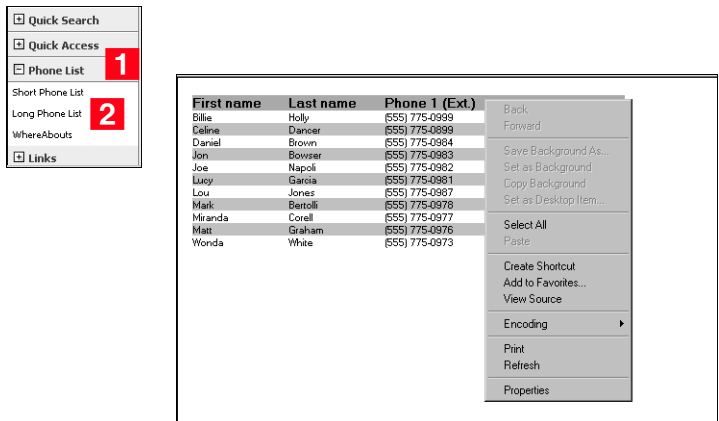 Quick Search
Quick Access
Phone List 1
Short Phone List
Long Phone List 2
WhereAbouts
Links
First name Last name Phone 1 (Ext.)
Billie Holly (555) 775-0999
Celine Dancer (555) 775-0899
Daniel Brown (555) 775-0984
Jon Bowser (555) 775-0983
Joe Napoli (555) 775-0982
Lucy Garcia (555) 775-0981
Lou Jones (555) 775-0987
Mark Bertolli (555) 775-0978
Miranda Corell (555) 775-0977
Matt Graham (555) 775-0976
Wonda White (555) 775-0973
Back
Forward
Save Background As...
Set as Background
Copy Background
Set as Desktop Item...
Select All
Paste
Create Shortcut
Add to Favorites...
View Source
Encoding
Print
Refresh
Properties